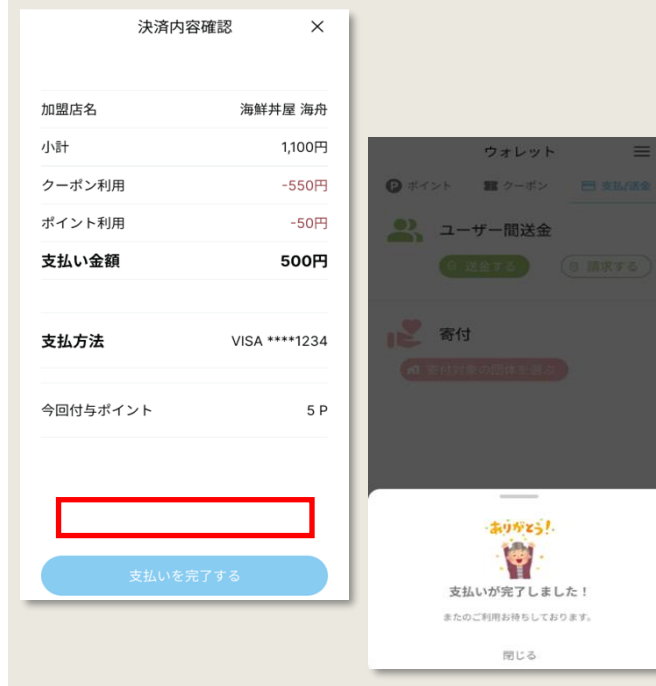 決済内容確認 ×
加盟店名 海鮮丼屋 海舟
小計 1,100円
クーポン利用 -550円
ポイント利用 -50円
支払い金額 500円
支払方法 VISA ****1234
今回付与ポイント 5 P
支払いを完了する
ウォレット
P ポイント クーポン 支払/送金
ユーザー間送金
送金する 請求する
寄付
寄付対象の団体を選ぶ
ありがとう!
支払いが完了しました！
またのご利用お待ちしております。
閉じる